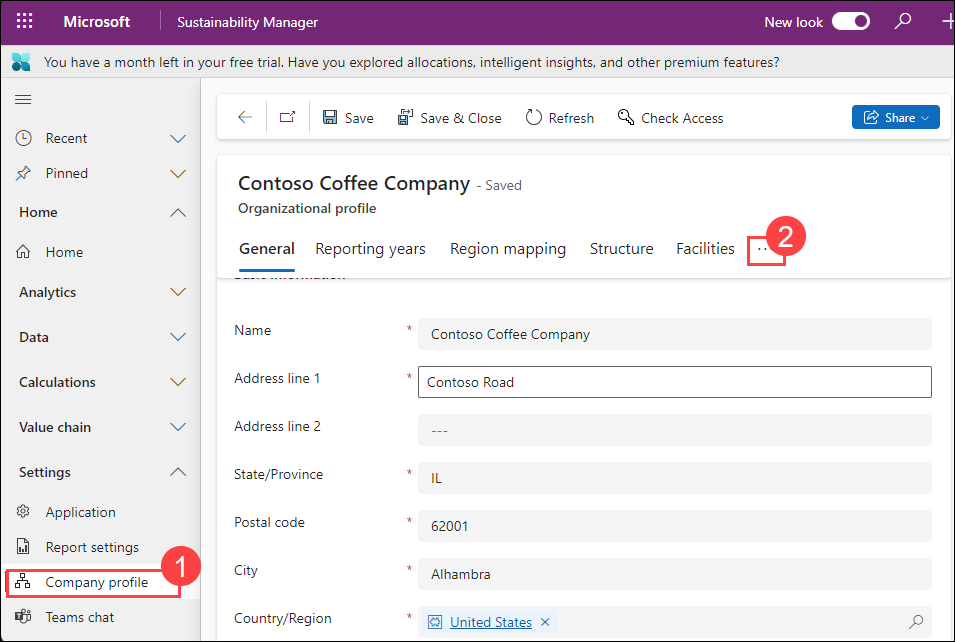 Microsoft Sustainability Manager New look
You have a month left in your free trial. Have you explored allocations, intelligent insights, and other premium features?
Recent
Pinned
Home
Home
Analytics
Data
Calculations
Value chain
Settings
Application
Report settings
Company profile
1
Teams chat
Save Save & Close Refresh Check Access Share
Contoso Coffee Company - Saved
Organizational profile
General Reporting years Region mapping Structure Facilities ··
2
Basic information
Name * Contoso Coffee Company
Address line 1 * Contoso Road
Address line 2 ---
State/Province * IL
Postal code * 62001
City * Alhambra
Country/Region * United States